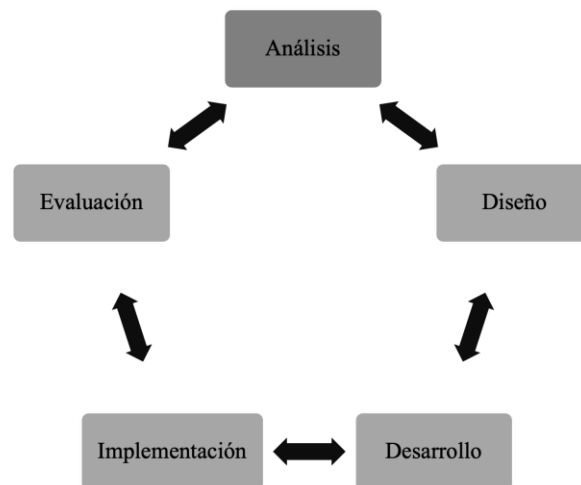 Análisis
Evaluación
Diseño
Implementación
Desarrollo